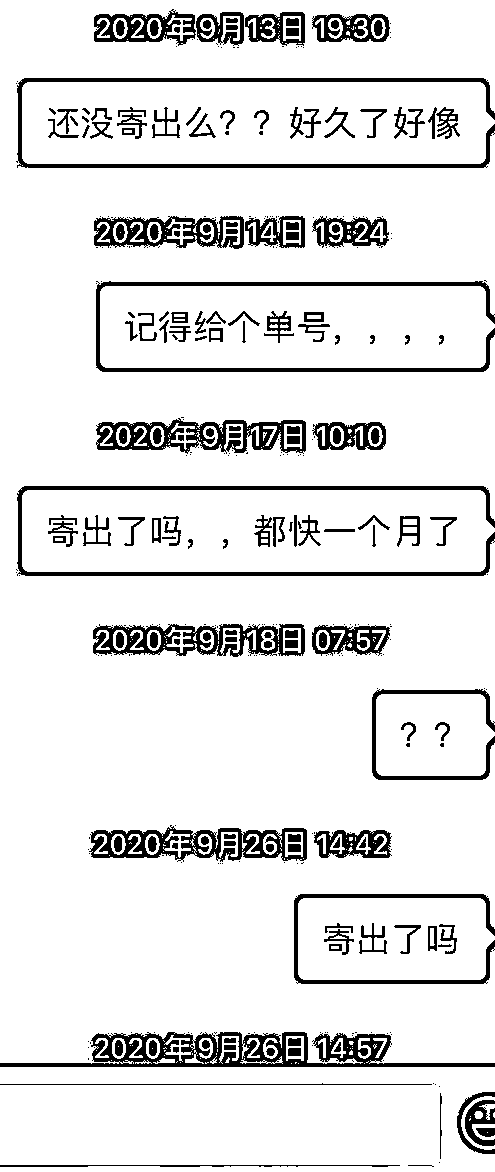 2020年9月13日 19:30
还没寄出么？？好久了好像
2020年9月14日 19:24
记得给个单号，，，，
2020年9月17日 10:10
寄出了吗，，都快一个月了
2020年9月18日 07:57
？？
2020年9月26日 14:42
寄出了吗
2020年9月26日 14:57